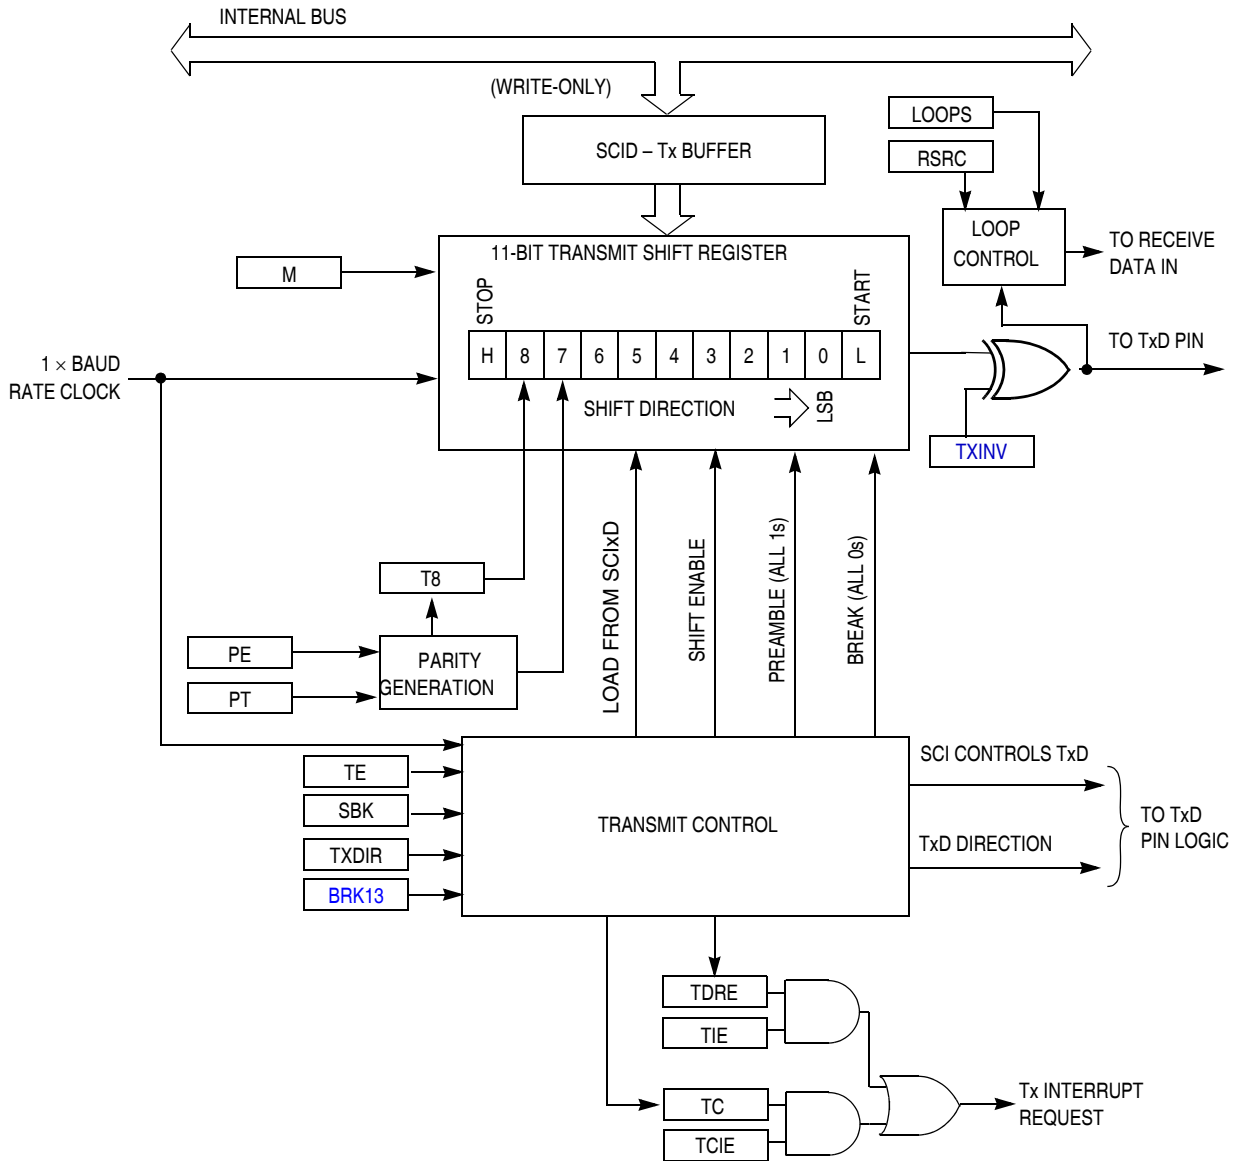 INTERNAL BUS
(WRITE-ONLY)
SCID – Tx BUFFER
LOOPS
RSRC
LOOP
CONTROL
TO RECEIVE
DATA IN
11-BIT TRANSMIT SHIFT REGISTER
M
STOP
START
H 8 7 6 5 4 3 2 1 0 L
1 × BAUD
RATE CLOCK
TO TxD PIN
SHIFT DIRECTION
LSB
TXINV
LOAD FROM SCIxD
SHIFT ENABLE
PREAMBLE (ALL 1s)
BREAK (ALL 0s)
T8
PE
PT
PARITY
GENERATION
TE
SBK
TXDIR
BRK13
TRANSMIT CONTROL
SCI CONTROLS TxD
TxD DIRECTION
TO TxD
PIN LOGIC
TDRE
TIE
TC
TCIE
Tx INTERRUPT
REQUEST